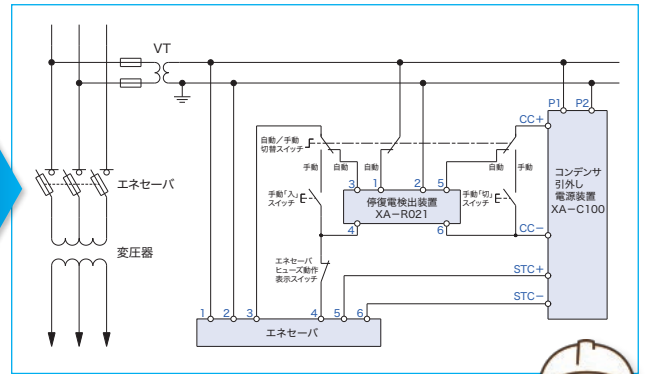 VT
P1 P2
CC+
自動／手動
切替スイッチ
手動 自動 自動 自動 手動
コンデンサ
引外し
電源装置
XA−C100
エネセーバ
3 1 2 5
手動「入」
スイッチ
停復電検出装置
XA−R021
手動「切」
スイッチ
4 6
CC−
変圧器
エネセーバ
ヒューズ動作
表示スイッチ
STC+
STC−
1 2 3 4 5 6
エネセーバ